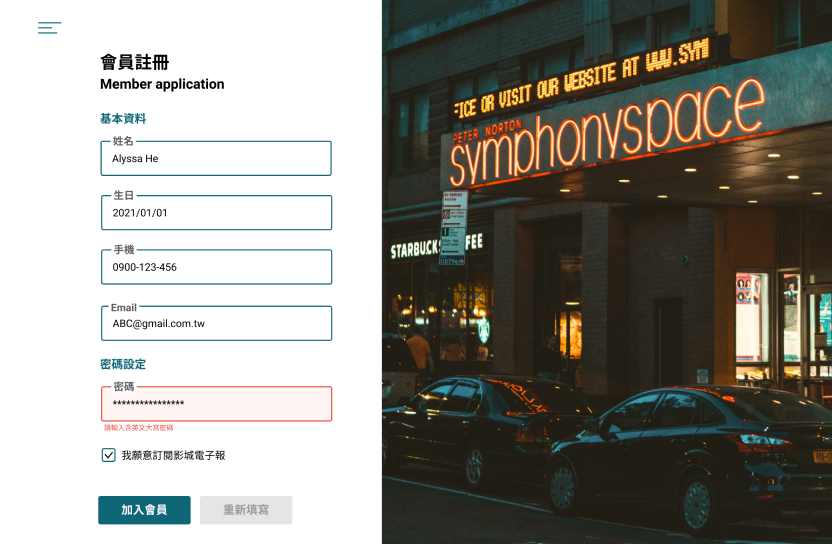 會員註冊
Member application
基本資料
姓名
Alyssa He
生日
2021/01/01
手機
0900-123-456
Email
ABC@gmail.com.tw
密碼設定
密碼
****************
請輸入含英文大寫密碼
我願意訂閱影城電子報
加入會員
重新填寫
FICE OR VISIT OUR WEBSITE AT WWW.SYM
PETER NORTON
symphonyspace
STARBUCKS
FEE